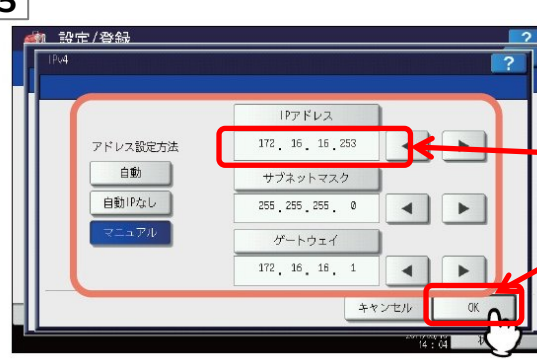 5
設定/登録
?
IPv4
?
IPアドレス
アドレス設定方法
172. 16. 16.253
自動
サブネットマスク
自動IPなし
255.255.255. 0
マニュアル
ゲートウェイ
172. 16. 16. 1
キャンセル
OK
14:04